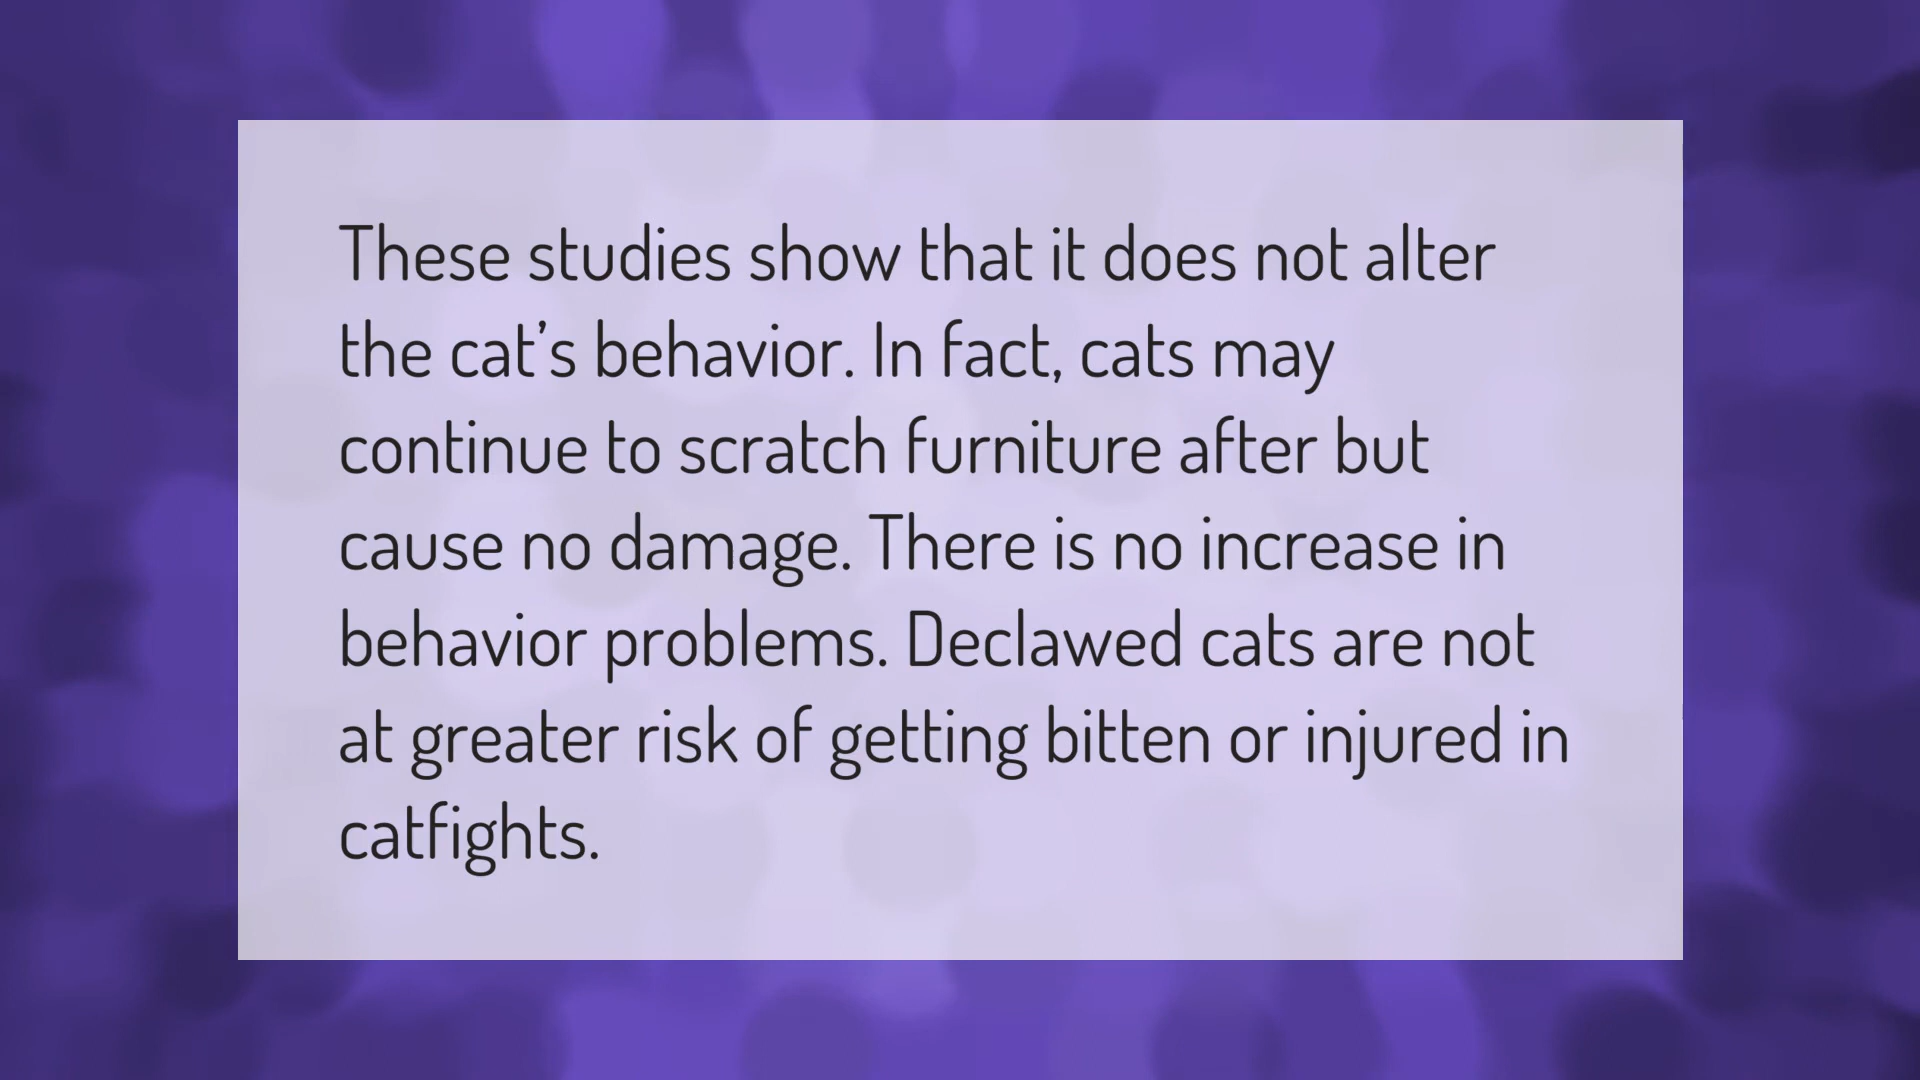 These studies show that it does not alter
the cat’s behavior. In fact, cats may
continue to scratch furniture after but
cause no damage. There is no increase in
behavior problems. Declawed cats are not
at greater risk of getting bitten or injured in
catfights.